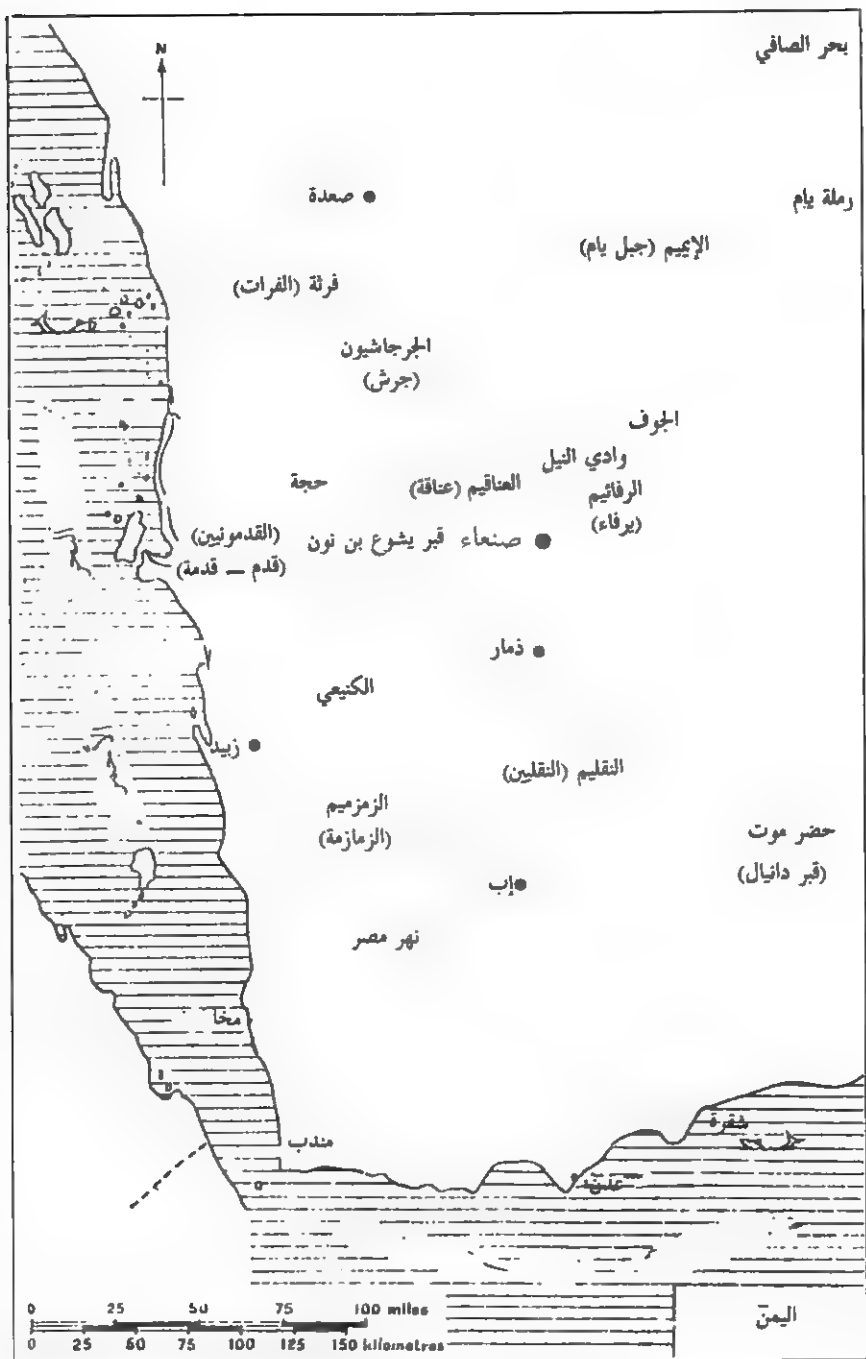 N
بحر الصافي
صعدة
رملة يام
الإيميم (جبل يام)
فرثة (الفرات)
الجرجاشيون
(جرش)
الجوف
وادي النيل
العناقيم (عناقة)
حجة
الرفائيم
(يرفاء)
(القدمونيين)
صنعاء قبر يشوع بن نون
(قدم — قدمة)
ذمار
الكنيعي
زبيد
النقليم (النقليين)
الزمزميم
(الزمازمة)
حضر موت
(قبر دانيال)
إب
نهر مصر
مخا
شقرة
مندب
عدن
0 25 50 75 100 miles
0 25 50 75 100 125 150 kilometres
اليمن